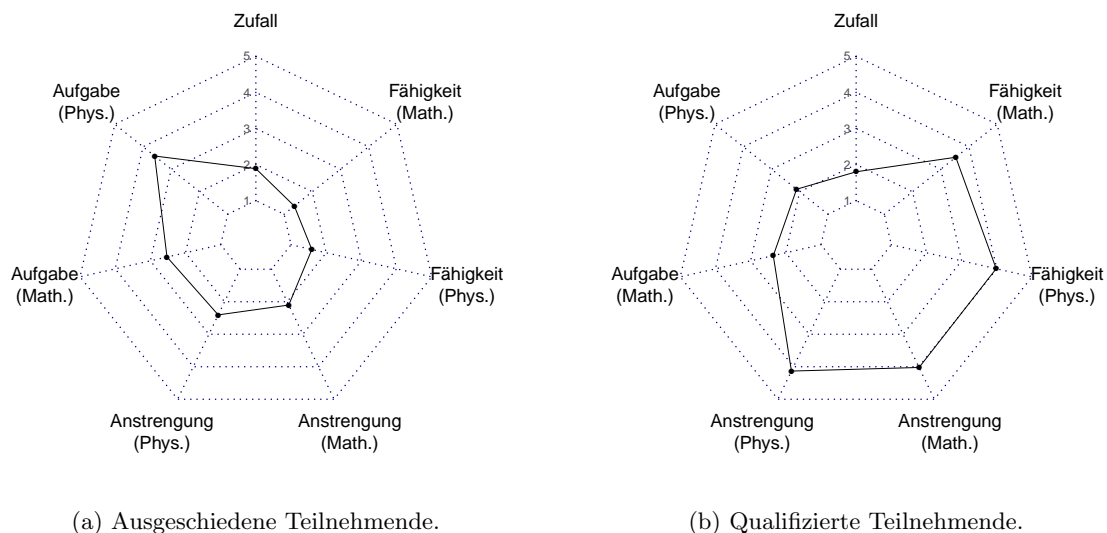 Zufall
5
4
3
2
1
Fähigkeit
(Math.)
Fähigkeit
(Phys.)
Anstrengung
(Math.)
Anstrengung
(Phys.)
Aufgabe
(Math.)
Aufgabe
(Phys.)
(a) Ausgeschiedene Teilnehmende.
Zufall
5
4
3
2
1
Fähigkeit
(Math.)
Fähigkeit
(Phys.)
Anstrengung
(Math.)
Anstrengung
(Phys.)
Aufgabe
(Math.)
Aufgabe
(Phys.)
(b) Qualifizierte Teilnehmende.